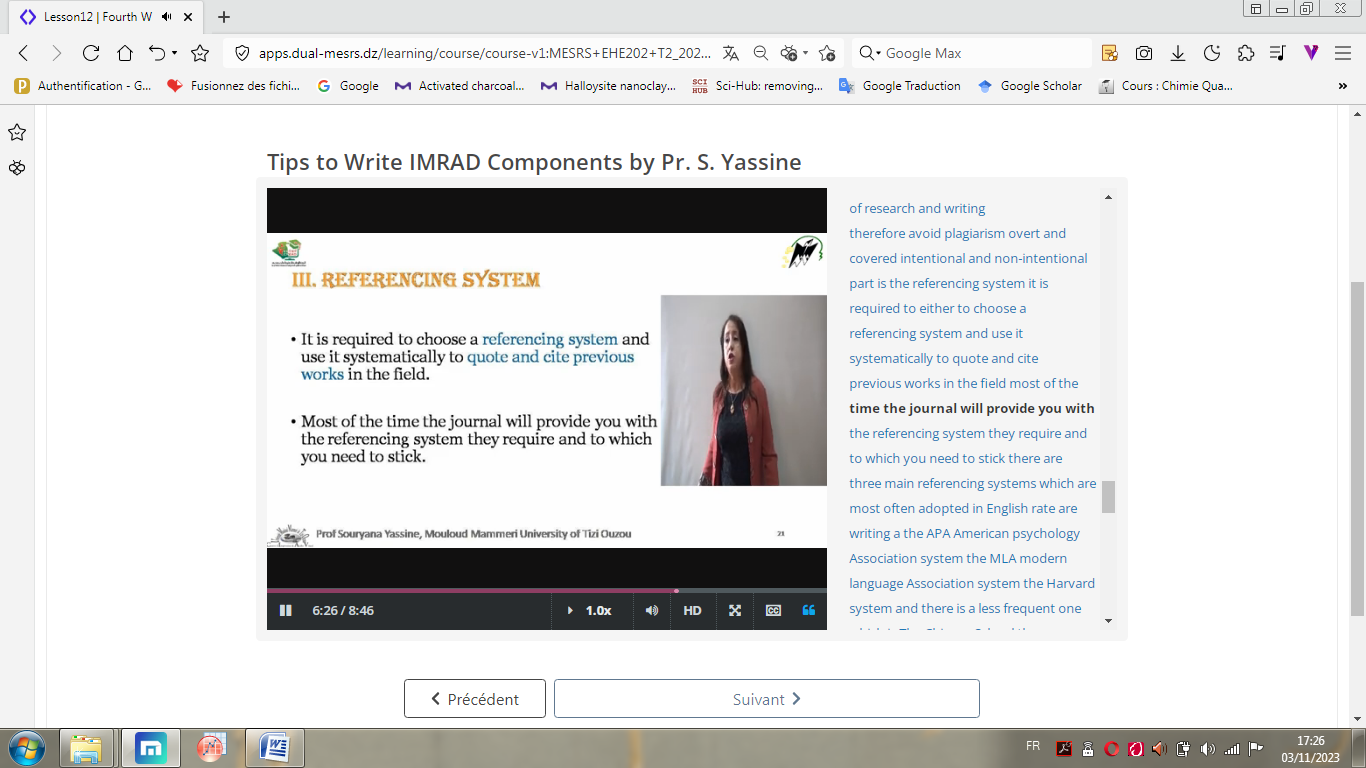 Lesson12 | Fourth W
apps.dual-mesrs.dz/learning/course/course-v1:MESRS+EHE202+T2_202...
Google Max
Authentification - G...
Fusionnez des fichi...
Google
Activated charcoal...
Halloysite nanoclay...
SCI HUB
Sci-Hub: removing...
Google Traduction
Google Scholar
Cours : Chimie Qua...
»
Tips to Write IMRAD Components by Pr. S. Yassine
III. REFERENCING SYSTEM
• It is required to choose a referencing system and
use it systematically to quote and cite previous
works in the field.
• Most of the time the journal will provide you with
the referencing system they require and to which
you need to stick.
Prof Souryana Yassine, Mouloud Mammeri University of Tizi Ouzou
21
6:26 / 8:46
1.0x
HD
CC
of research and writing
therefore avoid plagiarism overt and
covered intentional and non-intentional
part is the referencing system it is
required to either to choose a
referencing system and use it
systematically to quote and cite
previous works in the field most of the
time the journal will provide you with
the referencing system they require and
to which you need to stick there are
three main referencing systems which are
most often adopted in English rate are
writing a the APA American psychology
Association system the MLA modern
language Association system the Harvard
system and there is a less frequent one
Précédent
Suivant
FR
17:26
03/11/2023